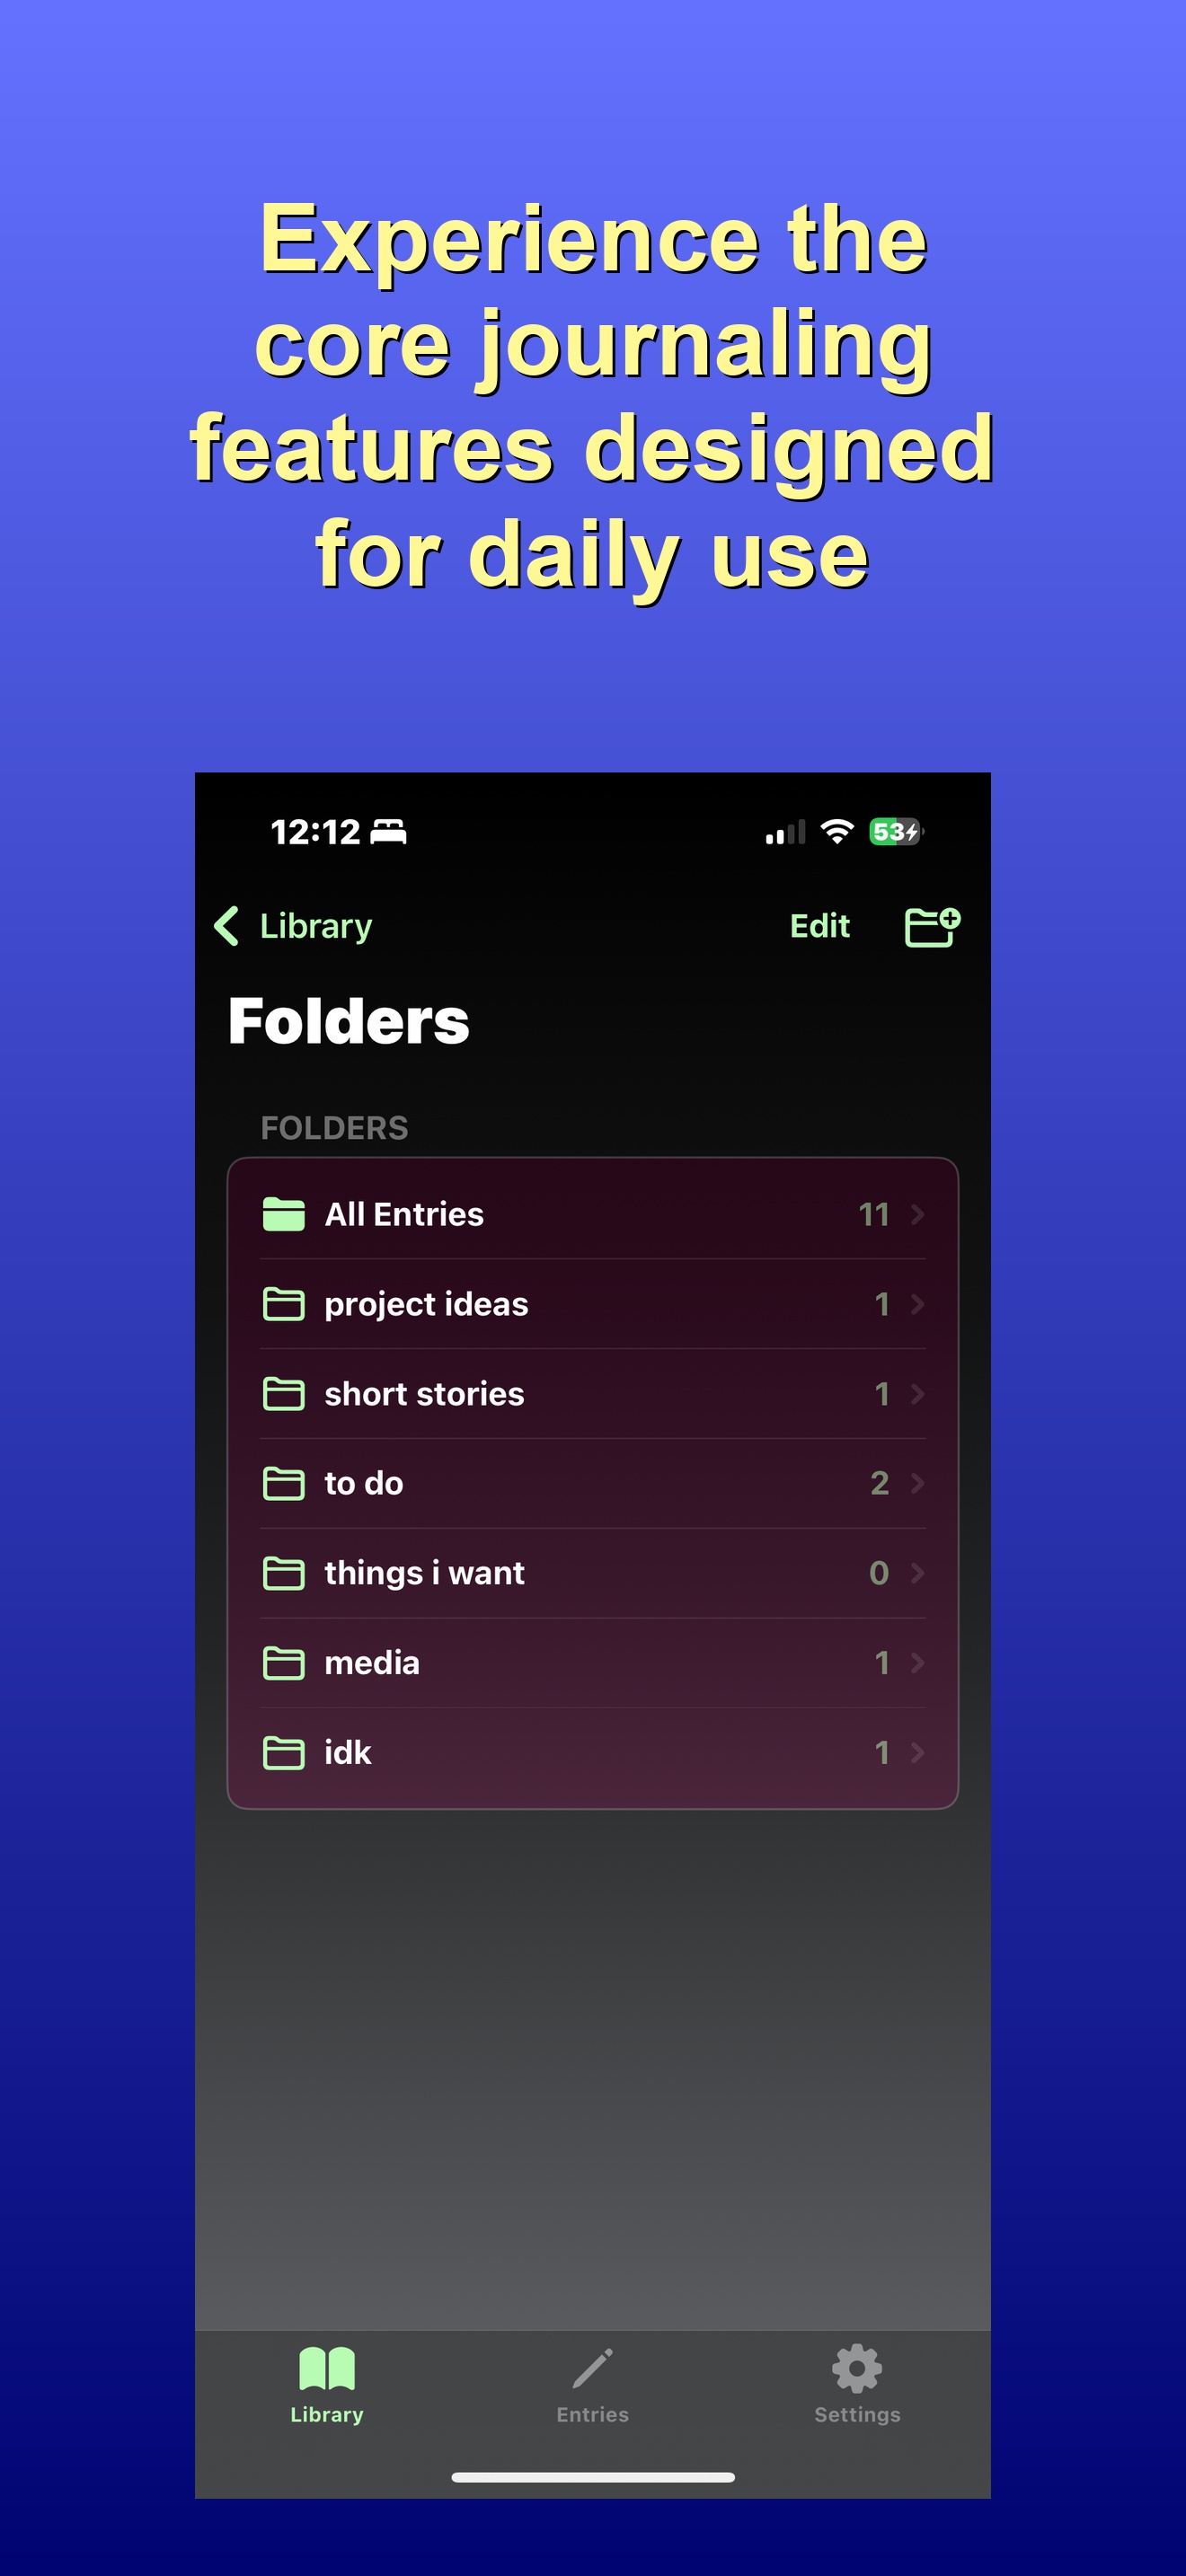 Experience the
core journaling
features designed
for daily use
12:12 53
Library Edit
Folders
FOLDERS
All Entries 11
project ideas 1
short stories 1
to do 2
things i want 0
media 1
idk 1
Library Entries Settings